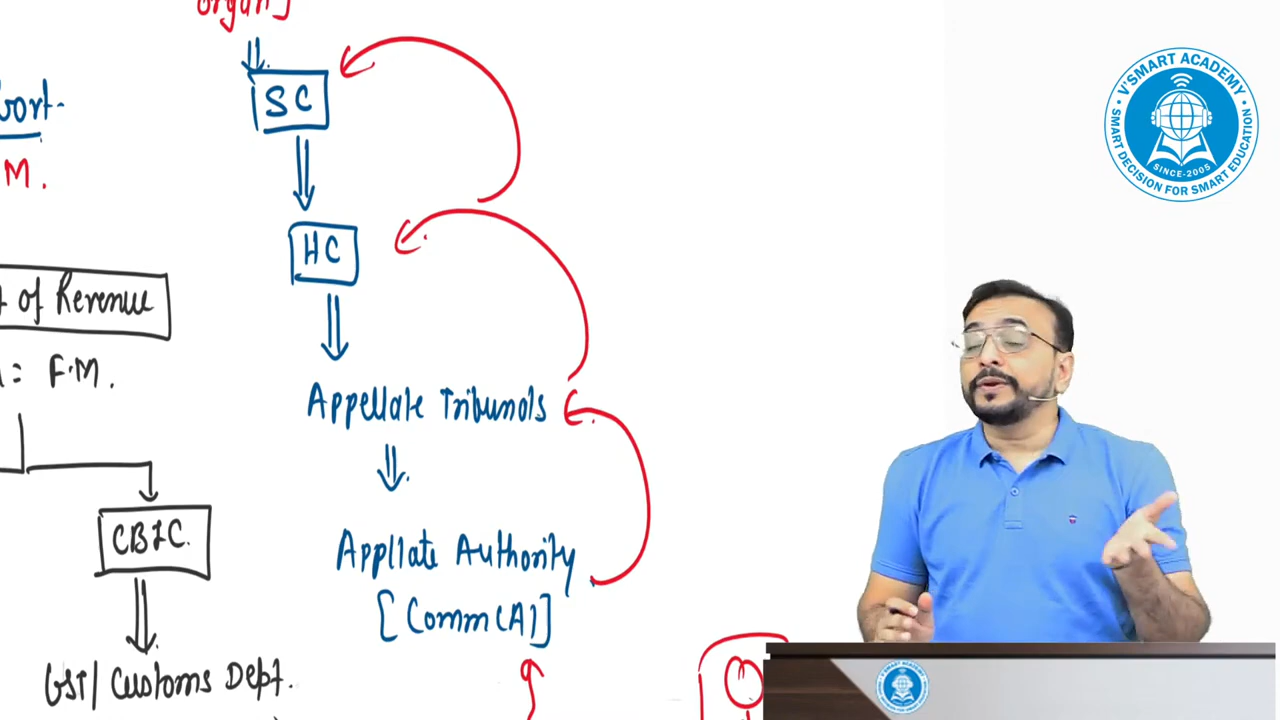 organ]
SC
M.
HC
of Revenue
= F.M.
Appellate Tribunals
CBIC.
Appllate Authority
[Comm(A)]
GST/ Customs Dept.
V'SMART ACADEMY
SINCE-2005
SMART DECISION FOR SMART EDUCATION